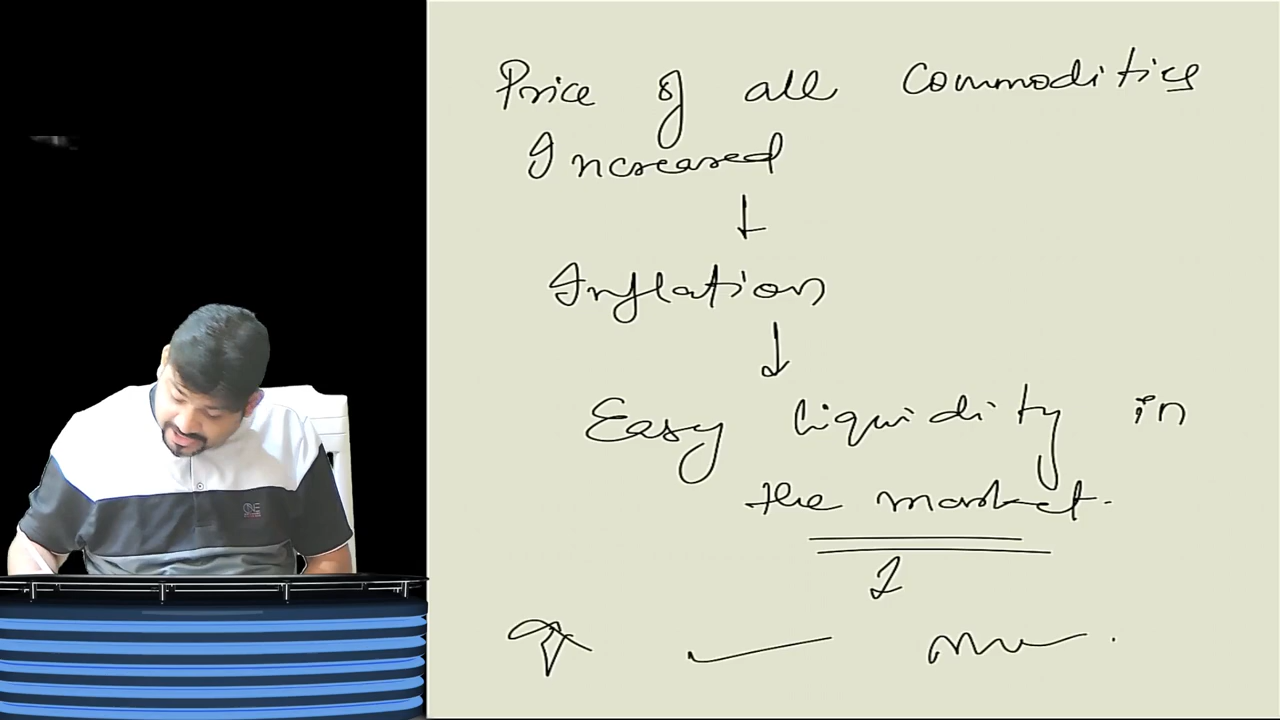 Price of all commodities
Increased
↓
Inflation
↓
Easy liquidity in
the market.